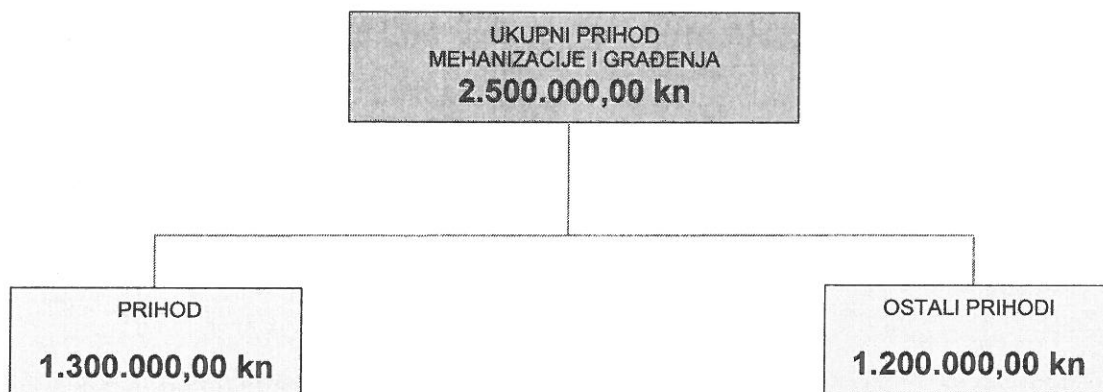 UKUPNI PRIHOD
MEHANIZACIJE I GRAĐENJA
2.500.000,00 kn
PRIHOD
1.300.000,00 kn
OSTALI PRIHODI
1.200.000,00 kn